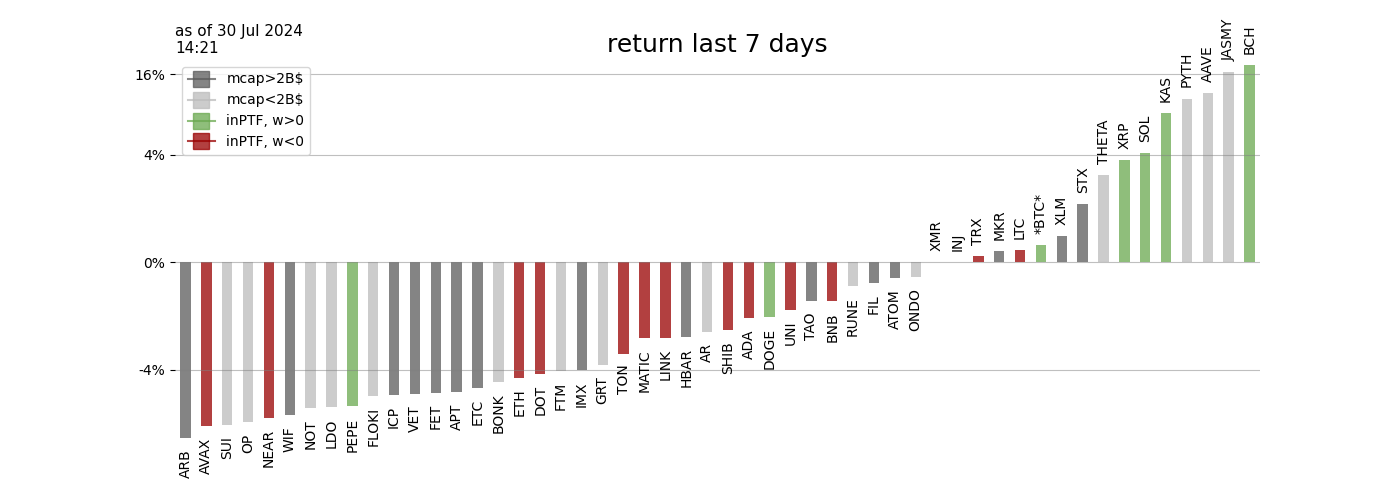 as of 30 Jul 2024
14:21
return last 7 days
mcap>2B$
mcap<2B$
inPTF, w>0
inPTF, w<0
16%
4%
0%
-4%
ARB
AVAX
SUI
OP
NEAR
WIF
NOT
LDO
PEPE
FLOKI
ICP
VET
FET
APT
ETC
BONK
ETH
DOT
FTM
IMX
GRT
TON
MATIC
LINK
HBAR
AR
SHIB
ADA
DOGE
UNI
TAO
BNB
RUNE
FIL
ATOM
ONDO
XMR
INJ
TRX
MKR
LTC
*BTC*
XLM
STX
THETA
XRP
SOL
KAS
PYTH
AAVE
JASMY
BCH